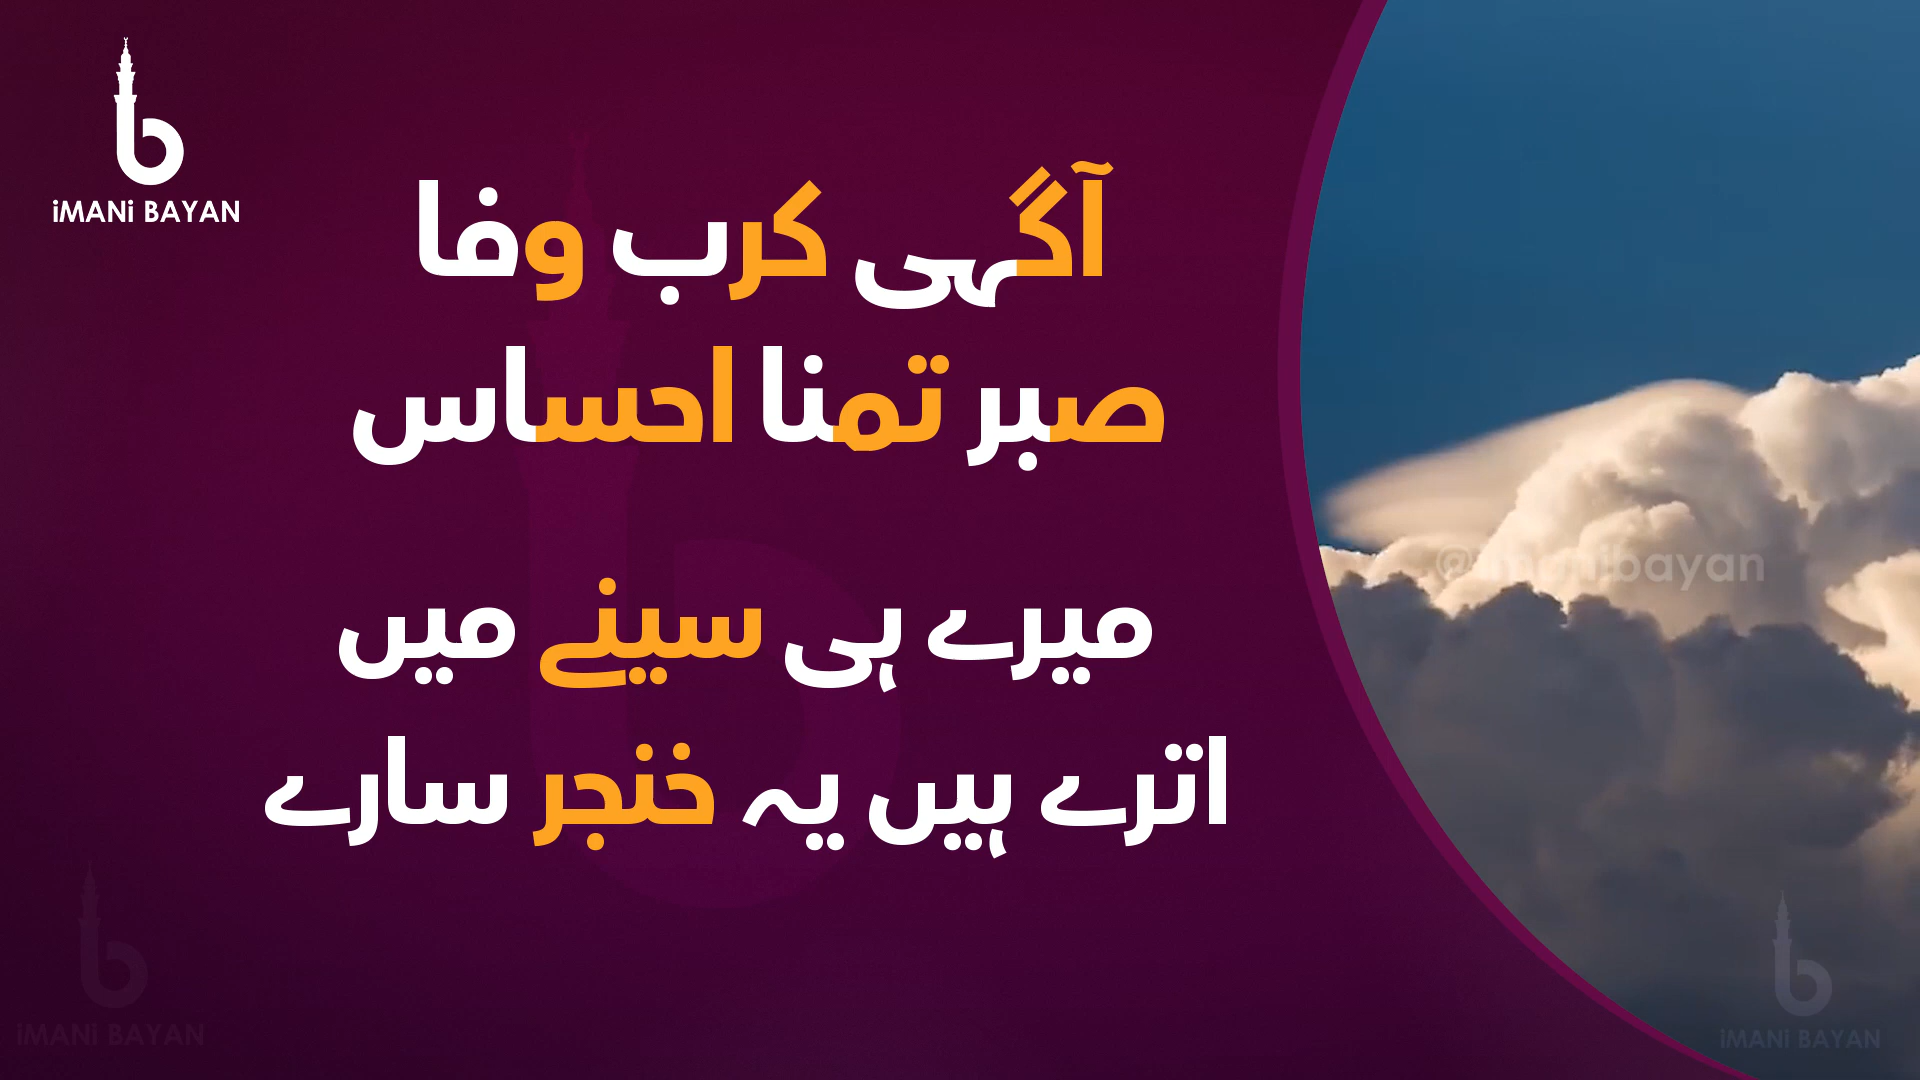 iMANi BAYAN
آگہی کرب وفا
صبر تمنا احساس
میرے ہی سینے میں
اترے ہیں یہ خنجر سارے
@imanibayan
iMANi BAYAN
iMANi BAYAN